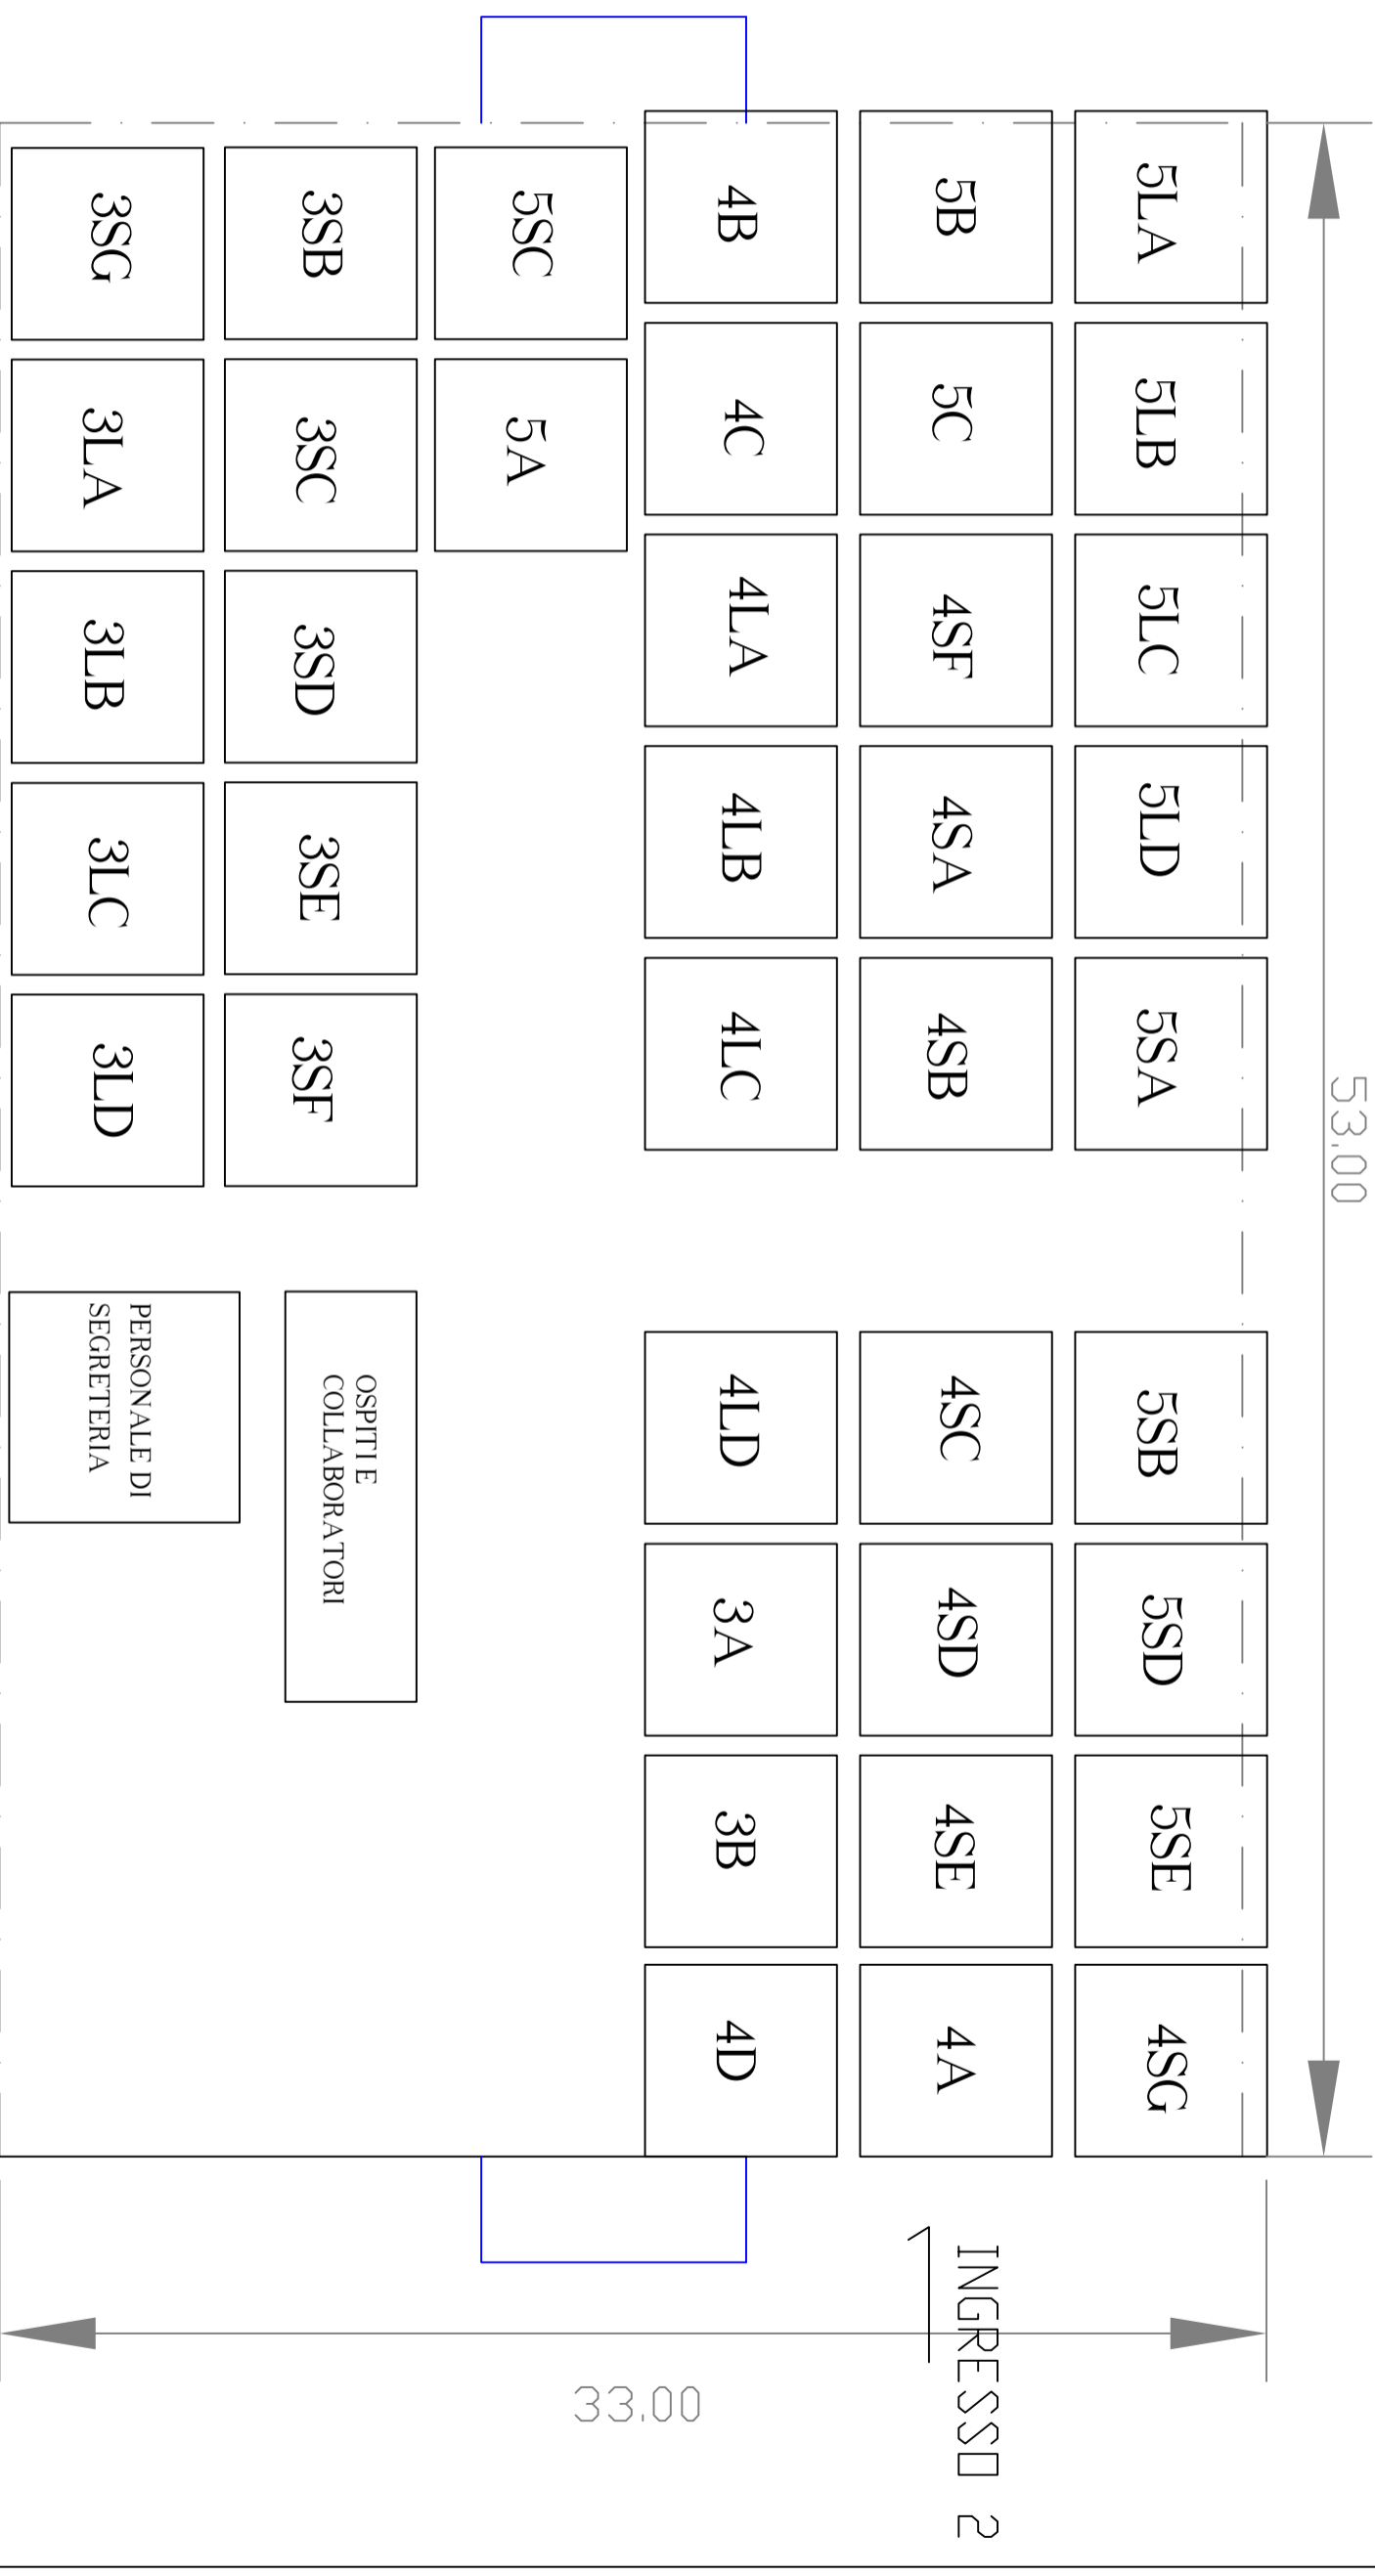 53.00
5LA
5LB
5LC
5LD
5SA
5SB
5SD
5SE
4SG
5B
5C
4SF
4SA
4SB
4SC
4SD
4SE
4A
INGRESSO 2
4B
4C
4LA
4LB
4LC
4LD
3A
3B
4D
33.00
5SC
5A
3SB
3SC
3SD
3SE
3SF
OSPITI E
COLLABORATORI
3SG
3LA
3LB
3LC
3LD
PERSONALE DI
SEGRETERIA